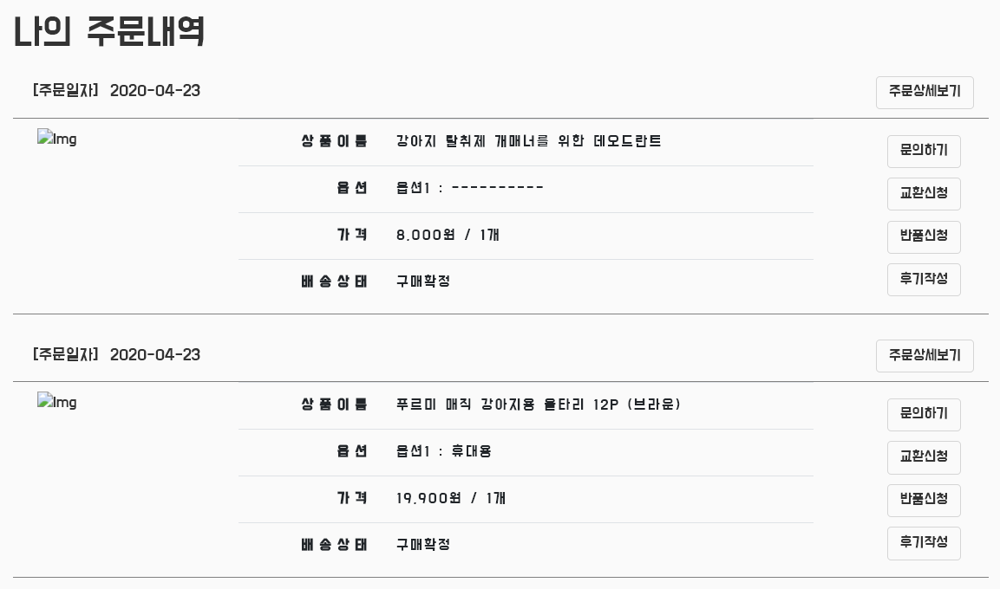 나의 주문내역
[주문일자] 2020-04-23 주문상세보기
Img
상품이름 강아지 탈취제 개매너를 위한 데오드란트
옵션 옵션1 : ----------
가격 8,000원 / 1개
배송상태 구매확정
문의하기
교환신청
반품신청
후기작성
[주문일자] 2020-04-23 주문상세보기
Img
상품이름 푸르미 매직 강아지용 울타리 12P (브라운)
옵션 옵션1 : 휴대용
가격 19,900원 / 1개
배송상태 구매확정
문의하기
교환신청
반품신청
후기작성